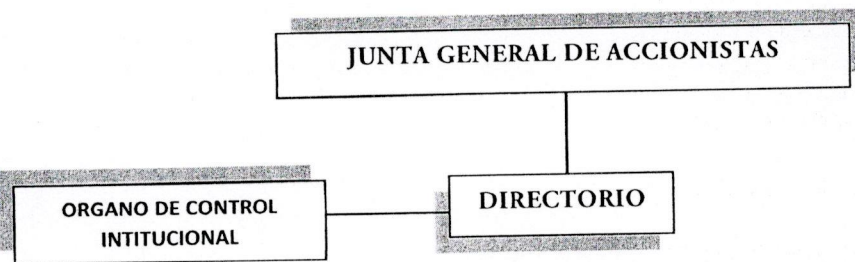 JUNTA GENERAL DE ACCIONISTAS
DIRECTORIO
ORGANO DE CONTROL
INTITUCIONAL